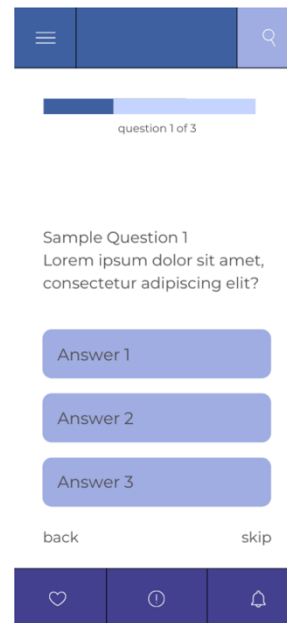 question 1 of 3
Sample Question 1
Lorem ipsum dolor sit amet,
consectetur adipiscing elit?
Answer 1
Answer 2
Answer 3
back skip